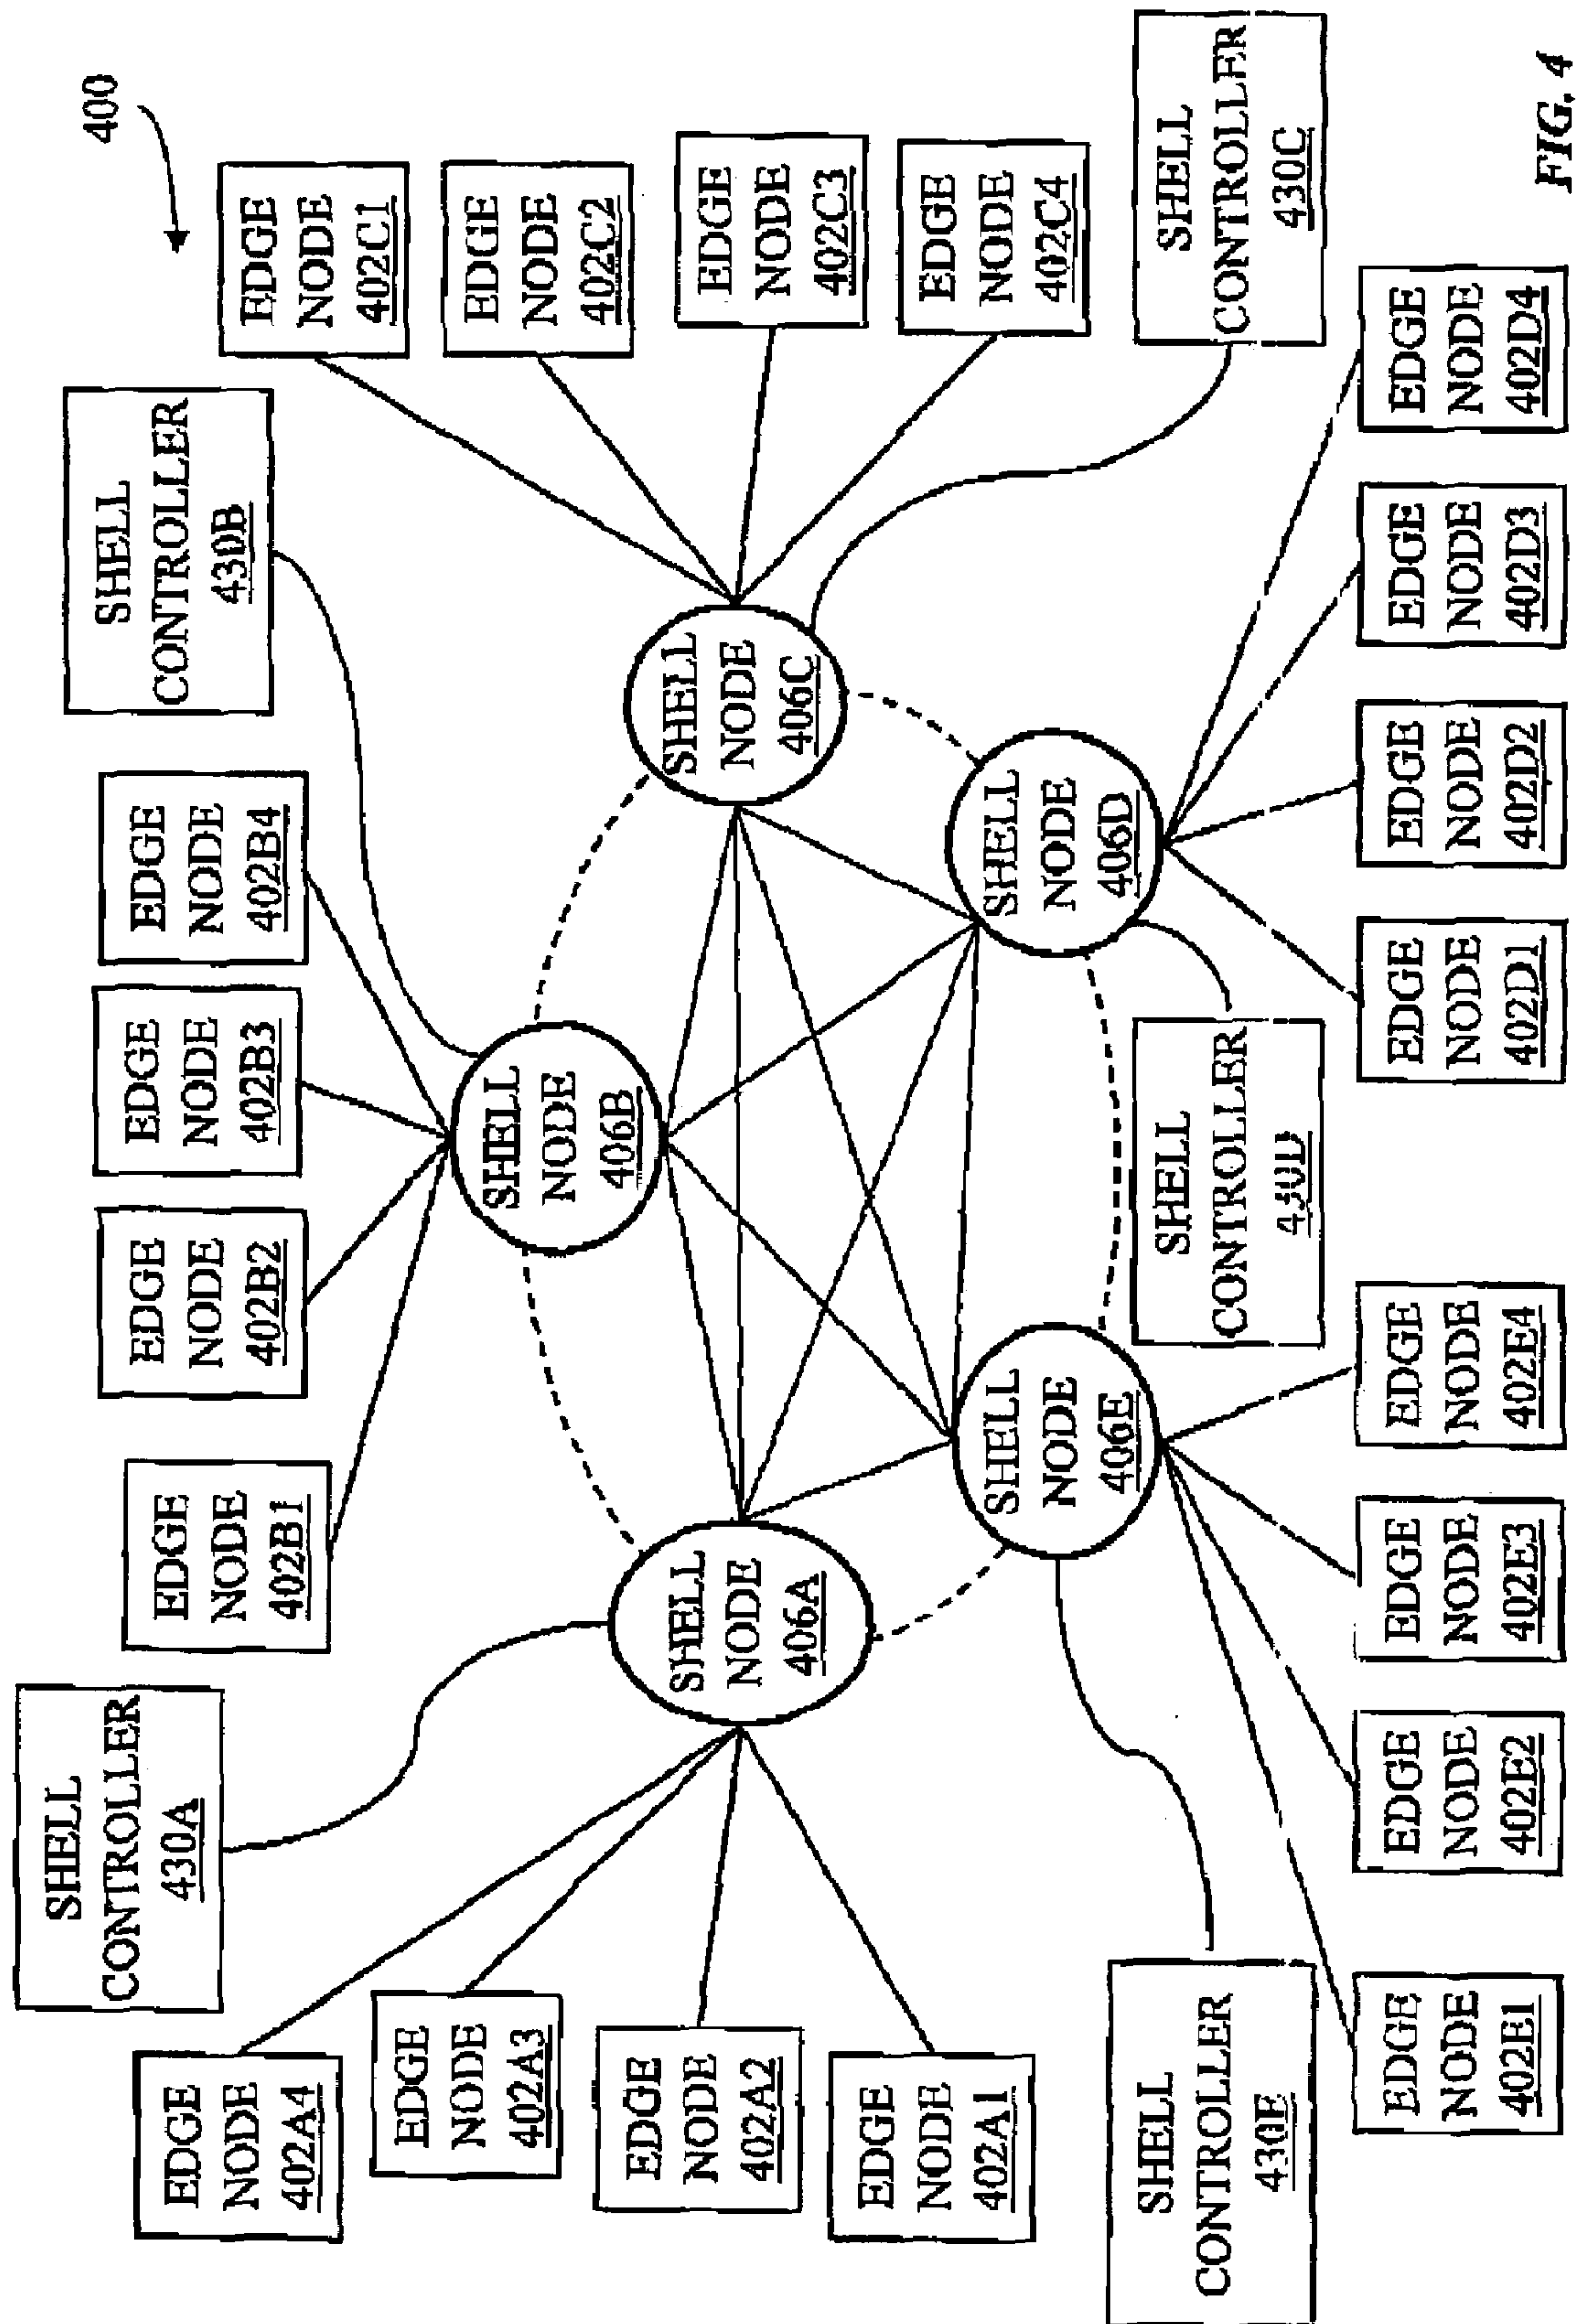 400
SHELL
CONTROLLER
430A
SHELL
CONTROLLER
430B
EDGE
NODE
402B1
EDGE
NODE
402B2
EDGE
NODE
402B3
EDGE
NODE
402B4
EDGE
NODE
402A4
EDGE
NODE
402A3
EDGE
NODE
402A2
EDGE
NODE
402A1
SHELL
NODE
406A
SHELL
NODE
406B
SHELL
NODE
406C
SHELL
NODE
406D
SHELL
NODE
406E
EDGE
NODE
402C1
EDGE
NODE
402C2
EDGE
NODE
402C3
EDGE
NODE
402C4
SHELL
CONTROLLER
430E
SHELL
CONTROLLER
430D
SHELL
CONTROLLER
430C
EDGE
NODE
402E1
EDGE
NODE
402E2
EDGE
NODE
402E3
EDGE
NODE
402E4
EDGE
NODE
402D1
EDGE
NODE
402D2
EDGE
NODE
402D3
EDGE
NODE
402D4
FIG. 4